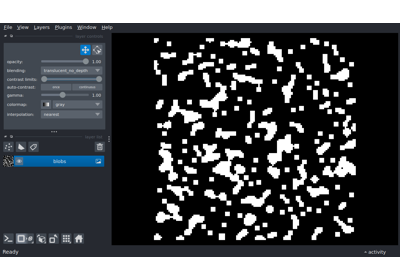 File View Layers Plugins Window Help
opacity: 1.00
blending: translucent_no_depth
contrast limits:
auto-contrast: once continuous
gamma: 1.00
colormap: gray
interpolation: nearest
blobs
Ready activity